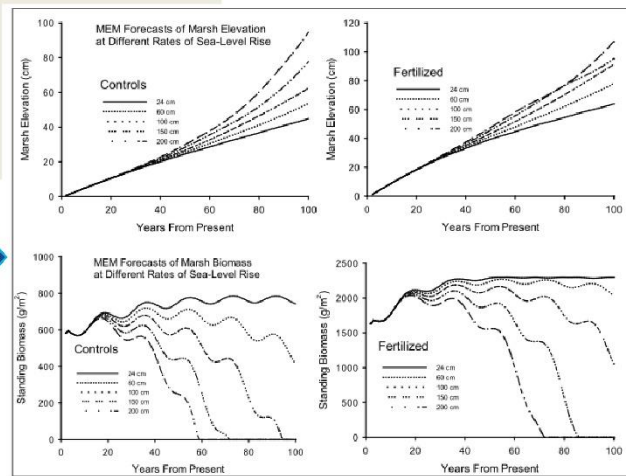 MEM Forecasts of Marsh Elevation
at Different Rates of Sea-Level Rise
Controls
24 cm
60 cm
100 cm
150 cm
200 cm
Marsh Elevation (cm)
100
80
60
40
20
0
0 20 40 60 80 100
Years From Present
Fertilized
24 cm
60 cm
100 cm
150 cm
200 cm
Marsh Elevation (cm)
120
100
80
60
40
20
0
0 20 40 60 80 100
Years From Present
MEM Forecasts of Marsh Biomass
at Different Rates of Sea-Level Rise
Controls
24 cm
60 cm
100 cm
150 cm
200 cm
Standing Biomass (g/m²)
1000
800
600
400
200
0
0 20 40 60 80 100
Years From Present
Fertilized
24 cm
60 cm
100 cm
150 cm
200 cm
Standing Biomass (g/m²)
2500
2000
1500
1000
500
0
0 20 40 60 80 100
Years From Present